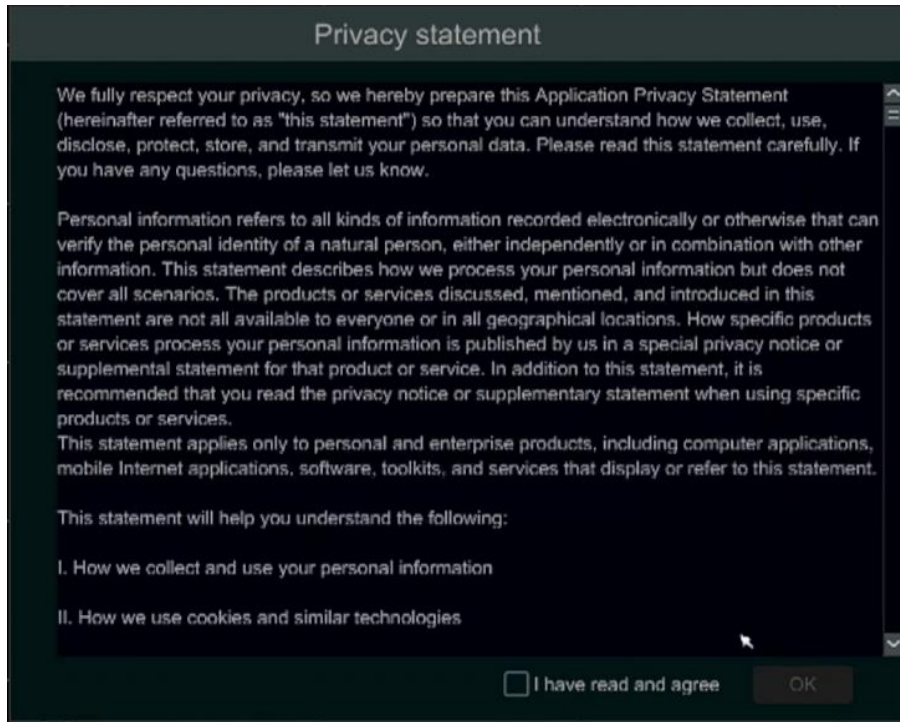 Privacy statement
We fully respect your privacy, so we hereby prepare this Application Privacy Statement
(hereinafter referred to as "this statement") so that you can understand how we collect, use,
disclose, protect, store, and transmit your personal data. Please read this statement carefully. If
you have any questions, please let us know.
Personal information refers to all kinds of information recorded electronically or otherwise that can
verify the personal identity of a natural person, either independently or in combination with other
information. This statement describes how we process your personal information but does not
cover all scenarios. The products or services discussed, mentioned, and introduced in this
statement are not all available to everyone or in all geographical locations. How specific products
or services process your personal information is published by us in a special privacy notice or
supplemental statement for that product or service. In addition to this statement, it is
recommended that you read the privacy notice or supplementary statement when using specific
products or services.
This statement applies only to personal and enterprise products, including computer applications,
mobile Internet applications, software, toolkits, and services that display or refer to this statement.
This statement will help you understand the following:
I. How we collect and use your personal information
II. How we use cookies and similar technologies
I have read and agree
OK